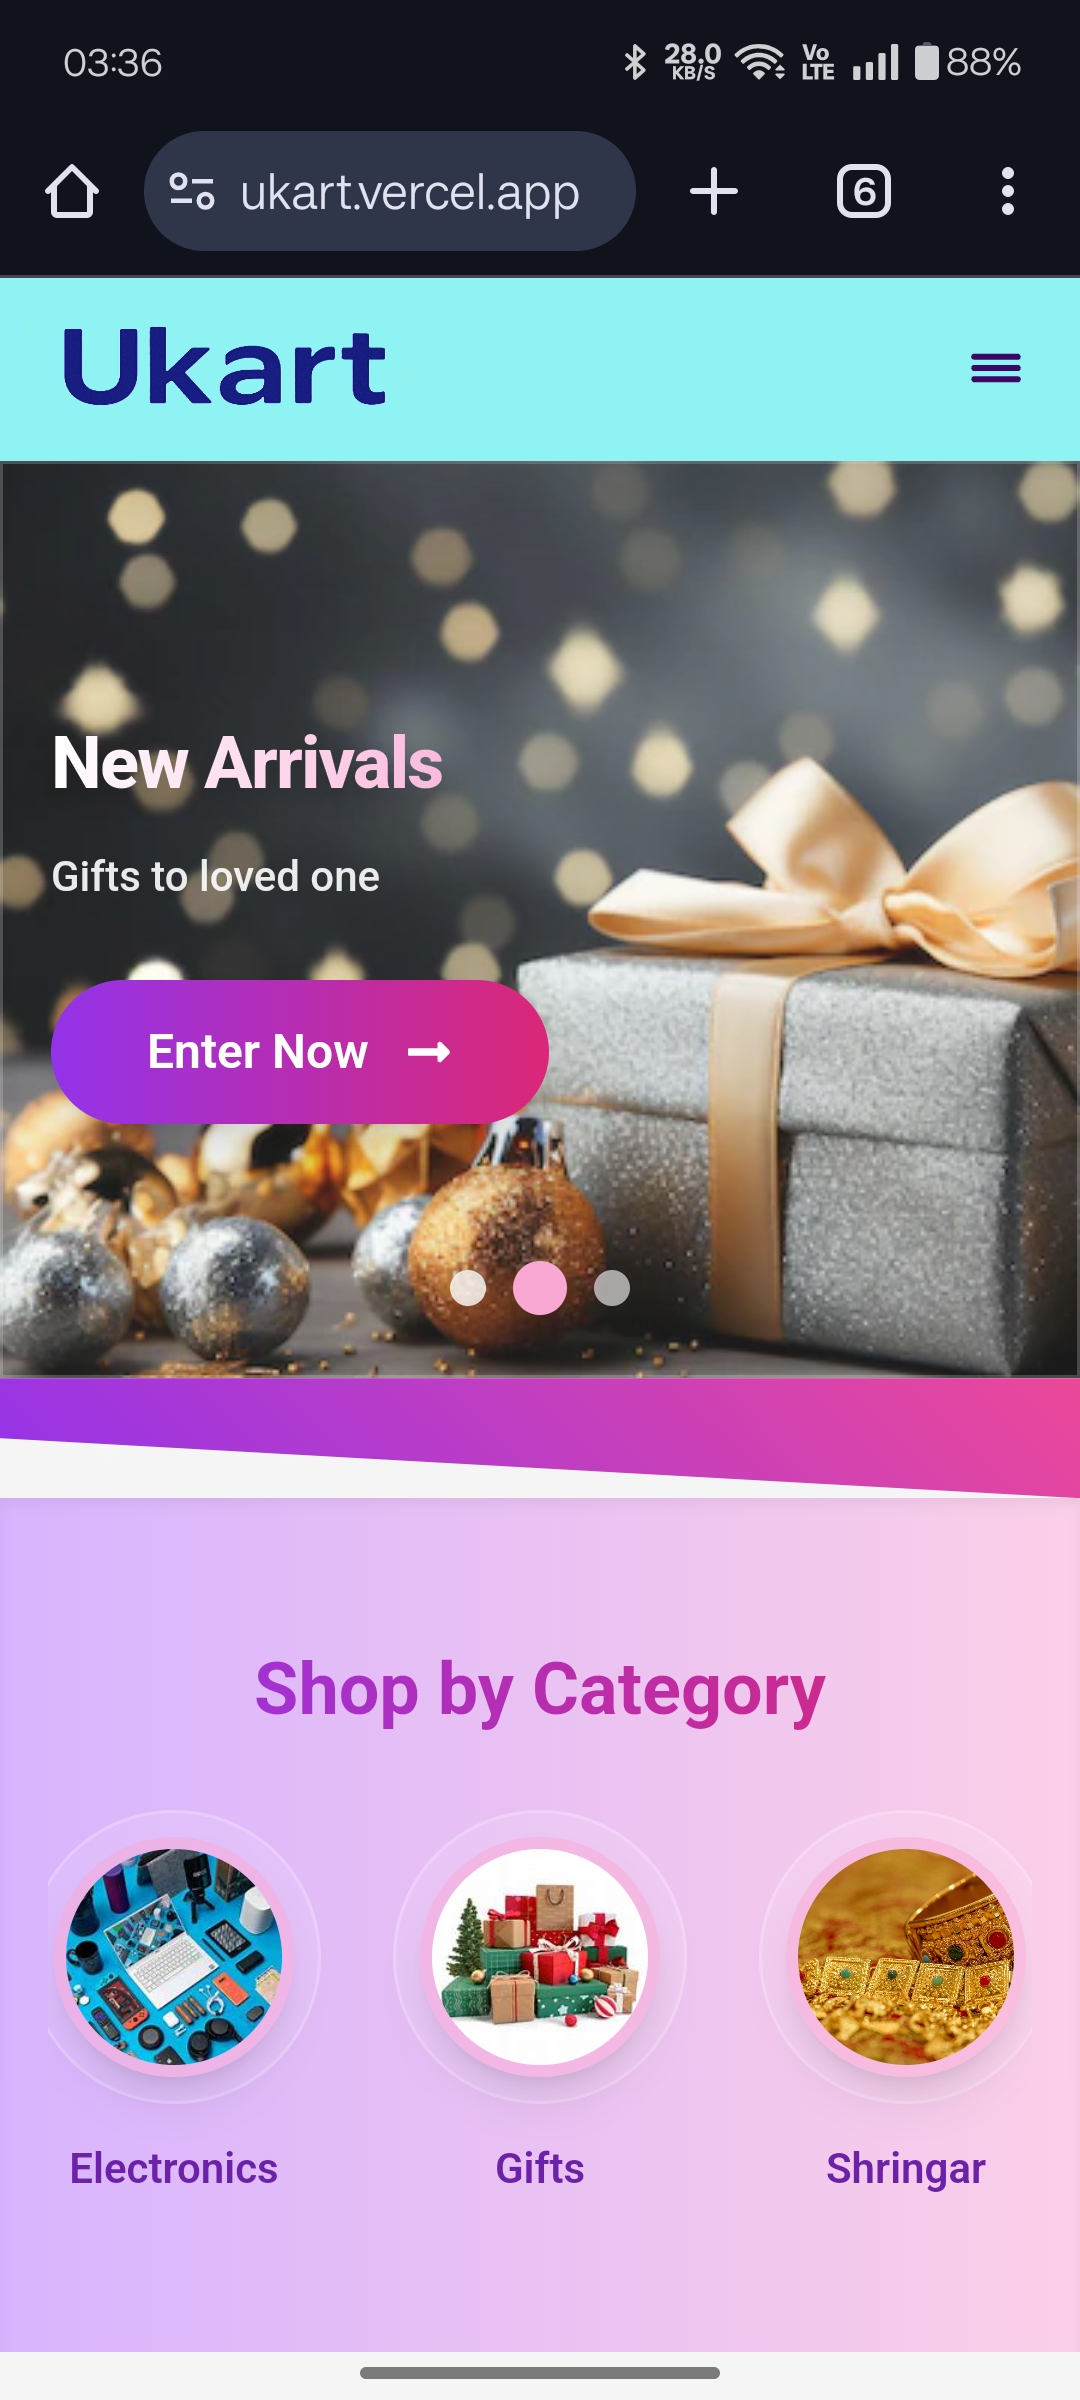 03:36
28.0 KB/S
Vo LTE
88%
ukart.vercel.app
6
Ukart
New Arrivals
Gifts to loved one
Enter Now →
Shop by Category
Electronics
Gifts
Shringar